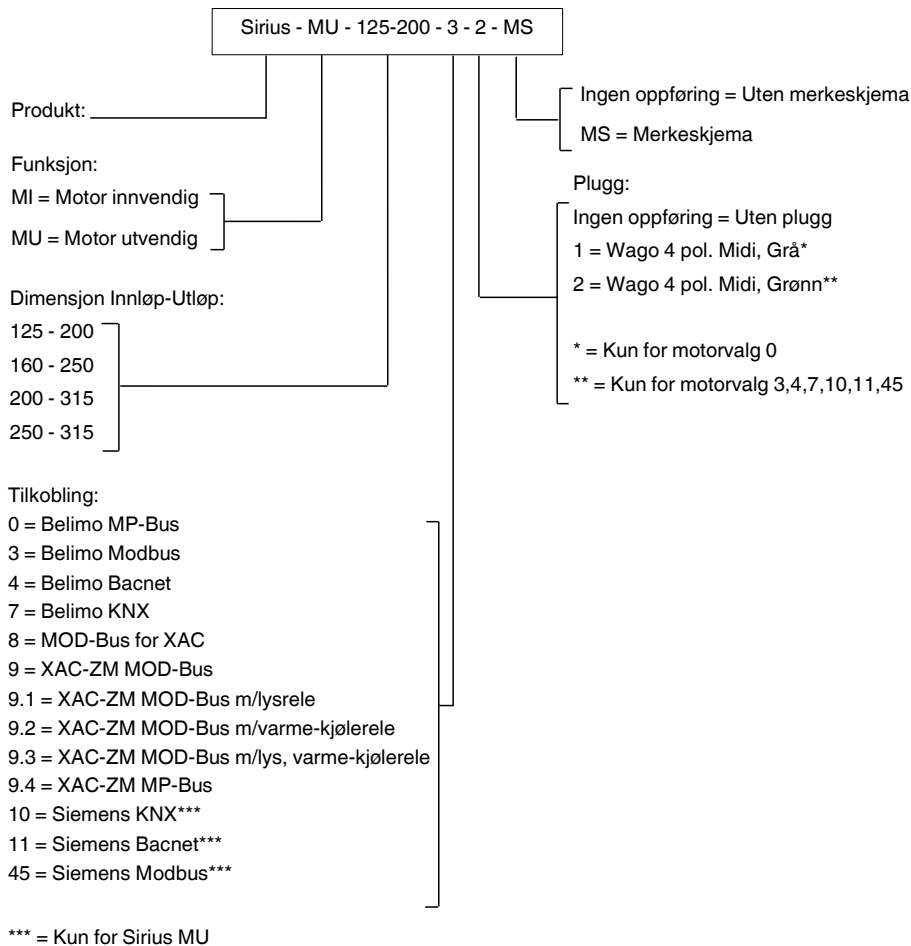 Sirius - MU - 125-200 - 3 - 2 - MS
Produkt:
Funksjon:
MI = Motor innvendig
MU = Motor utvendig
Dimensjon Innløp-Utløp:
125 - 200
160 - 250
200 - 315
250 - 315
Tilkobling:
0 = Belimo MP-Bus
3 = Belimo Modbus
4 = Belimo Bacnet
7 = Belimo KNX
8 = MOD-Bus for XAC
9 = XAC-ZM MOD-Bus
9.1 = XAC-ZM MOD-Bus m/lysrele
9.2 = XAC-ZM MOD-Bus m/varme-kjølerele
9.3 = XAC-ZM MOD-Bus m/lys, varme-kjølerele
9.4 = XAC-ZM MP-Bus
10 = Siemens KNX***
11 = Siemens Bacnet***
45 = Siemens Modbus***
*** = Kun for Sirius MU
Ingen oppføring = Uten merkeskjema
MS = Merkeskjema
Plugg:
Ingen oppføring = Uten plugg
1 = Wago 4 pol. Midi, Grå*
2 = Wago 4 pol. Midi, Grønn**
* = Kun for motorvalg 0
** = Kun for motorvalg 3,4,7,10,11,45